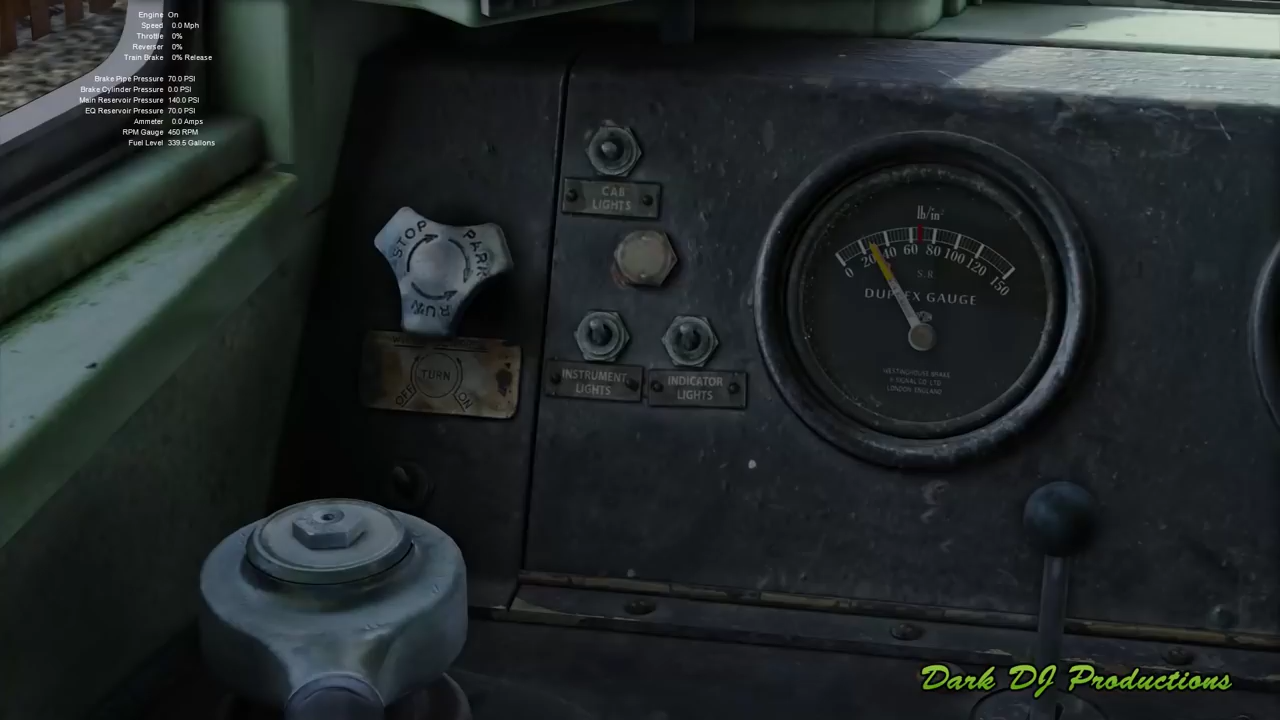 Engine On
Speed 0.0 Mph
Throttle 0%
Reverser 0%
Train Brake 0% Release
Brake Pipe Pressure 70.0 PSI
Brake Cylinder Pressure 0.0 PSI
Main Reservoir Pressure 140.0 PSI
EQ Reservoir Pressure 70.0 PSI
Ammeter 0.0 Amps
RPM Gauge 450 RPM
Fuel Level 339.5 Gallons
CAB
LIGHTS
STOP PARK
RUN
OFF TURN ON
INSTRUMENT
LIGHTS
INDICATOR
LIGHTS
lb/in²
0 20 40 60 80 100 120 150
S.R
DUPLEX GAUGE
WESTINGHOUSE BRAKE
& SIGNAL CO LTD
LONDON ENGLAND
Dark DJ Productions